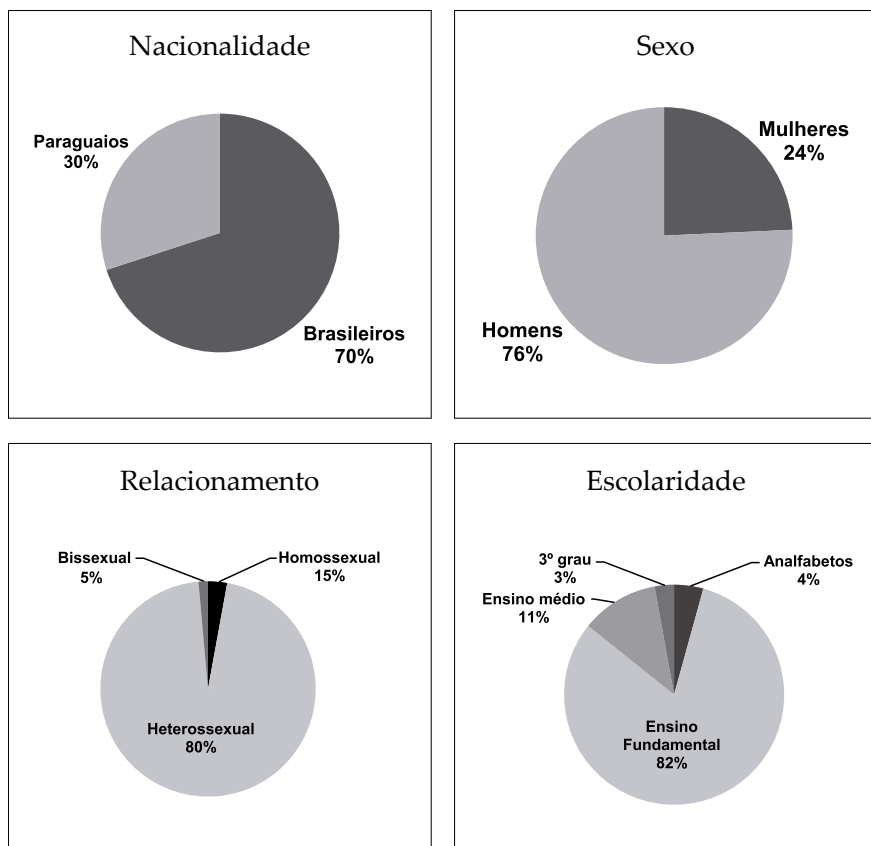 Nacionalidade
Paraguaios
30%
Brasileiros
70%
Sexo
Mulheres
24%
Homens
76%
Relacionamento
Bissexual
5%
Homossexual
15%
Heterossexual
80%
Escolaridade
3º grau
3%
Analfabetos
4%
Ensino médio
11%
Ensino
Fundamental
82%